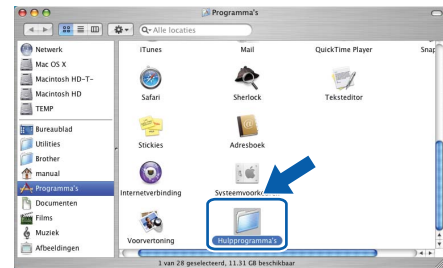 Programma's
Alle locaties
Netwerk
Mac OS X
Macintosh HD-T-
Macintosh HD
TEMP
Bureaublad
Utilities
Brother
manual
Programma's
Documenten
Films
Muziek
Afbeeldingen
iTunes Mail QuickTime Player Snap
Safari Sherlock Teksteditor
Stickies Adresboek
Internetverbinding Systeemvoork
Voorvertoning Hulpprogramma's
1 van 28 geselecteerd, 11.31 GB beschikbaar